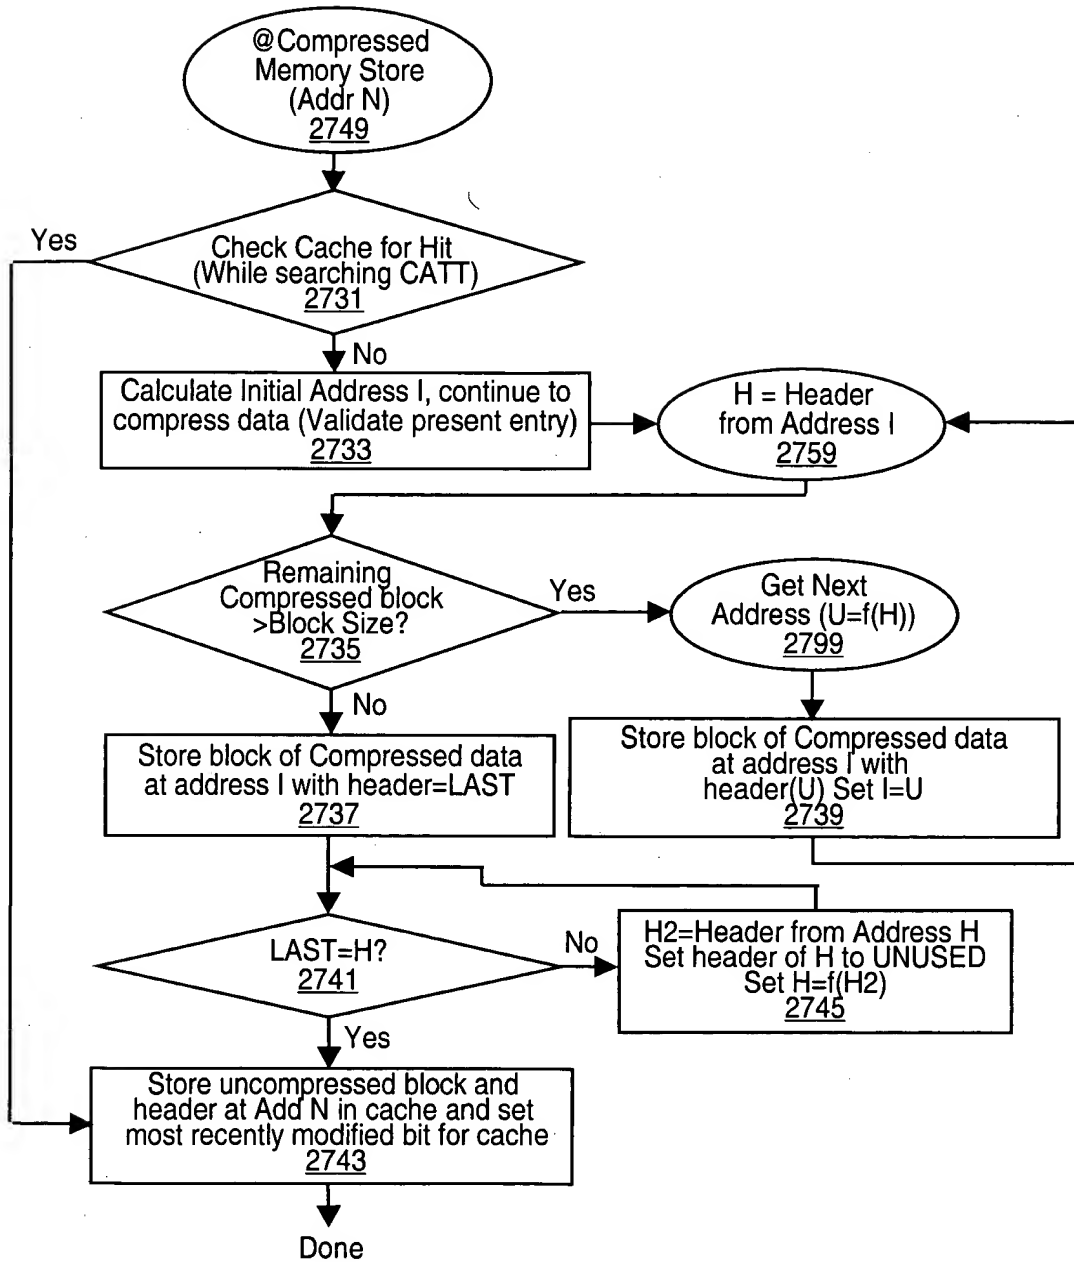 @Compressed
Memory Store
(Addr N)
2749
Yes
Check Cache for Hit
(While searching CATT)
2731
No
Calculate Initial Address I, continue to
compress data (Validate present entry)
2733
H = Header
from Address I
2759
Remaining
Compressed block
>Block Size?
2735
Yes
Get Next
Address (U=f(H))
2799
No
Store block of Compressed data
at address I with header=LAST
2737
Store block of Compressed data
at address I with
header(U) Set I=U
2739
LAST=H?
2741
No
H2=Header from Address H
Set header of H to UNUSED
Set H=f(H2)
2745
Yes
Store uncompressed block and
header at Add N in cache and set
most recently modified bit for cache
2743
Done